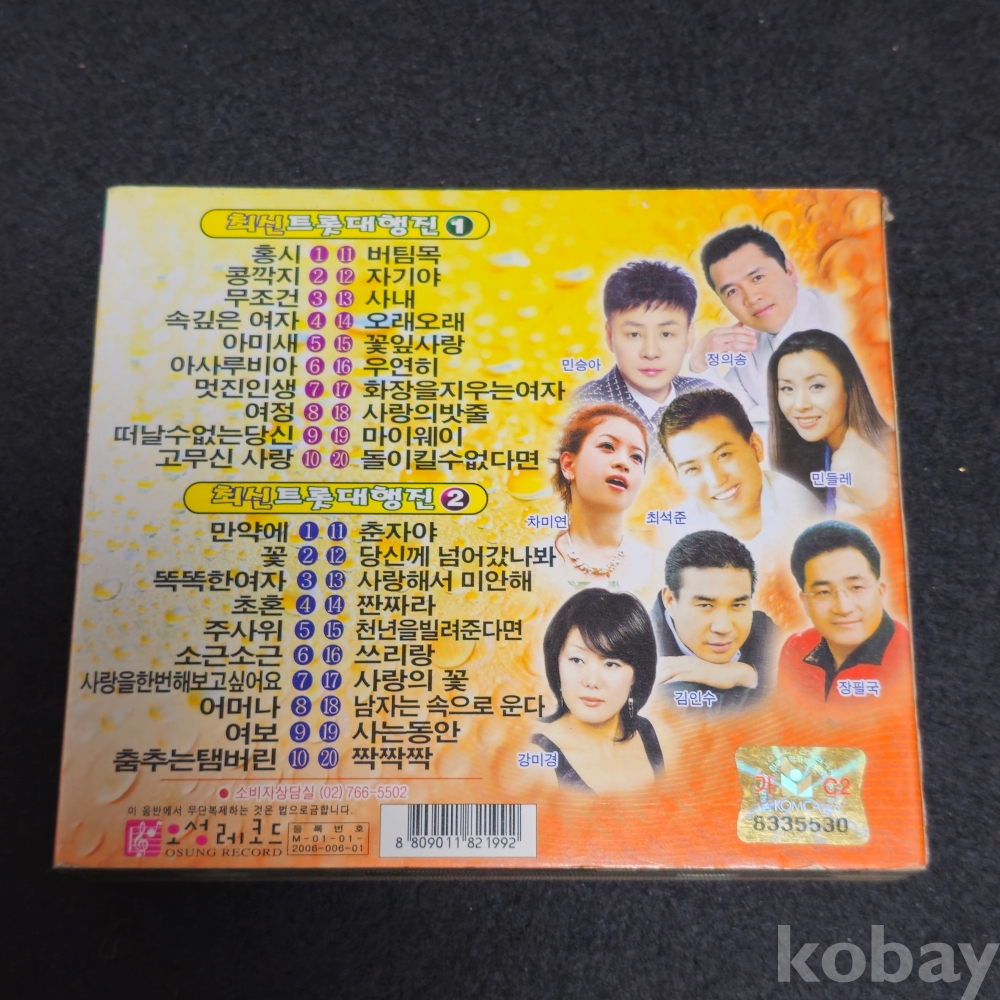 최신트롯대행진 1
홍시 1 11 버팀목
콩깍지 2 12 자기야
무조건 3 13 사내
속깊은 여자 4 14 오래오래
아미새 5 15 꽃잎사랑
아사루비아 6 16 우연히
멋진인생 7 17 화장을지우는여자
여정 8 18 사랑의밧줄
떠날수없는당신 9 19 마이웨이
고무신 사랑 10 20 돌이킬수없다면
최신트롯대행진 2
만약에 1 11 춘자야
꽃 2 12 당신께 넘어갔나봐
똑똑한여자 3 13 사랑해서 미안해
초혼 4 14 짠짜라
주사위 5 15 천년을빌려준다면
소근소근 6 16 쓰리랑
사랑을한번해보고싶어요 7 17 사랑의 꽃
어머나 8 18 남자는 속으로 운다
여보 9 19 사는동안
춤추는탬버린 10 20 짝짝짝
민승아
정의송
민들레
차미연
최석준
김인수
장필국
강미경
● 소비자상담실 (02) 766-5502
이 음반에서 무단복제하는 것은 법으로금합니다.
오성레코드
OSUNG RECORD
등록번호
M-01-01-
2006-006-01
8 809011 821992
C2
KOMCA
8335530
kobay